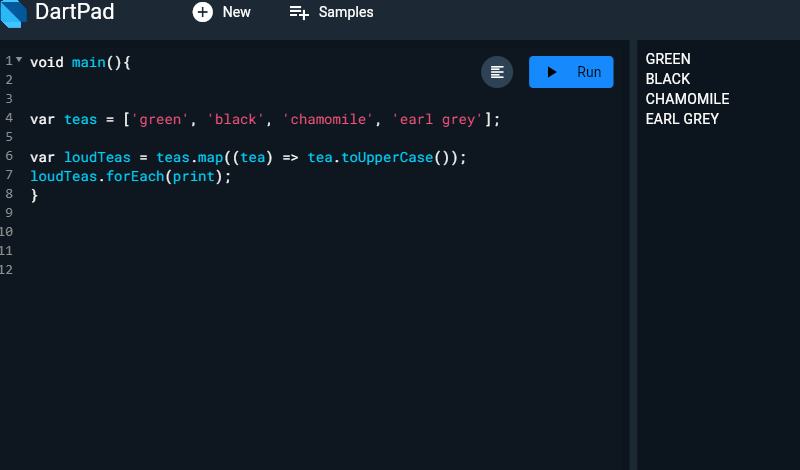 DartPad
New
Samples
Run
1 void main(){
2
3
4 var teas = ['green', 'black', 'chamomile', 'earl grey'];
5
6 var loudTeas = teas.map((tea) => tea.toUpperCase());
7 loudTeas.forEach(print);
8 }
9
10
11
12
GREEN
BLACK
CHAMOMILE
EARL GREY